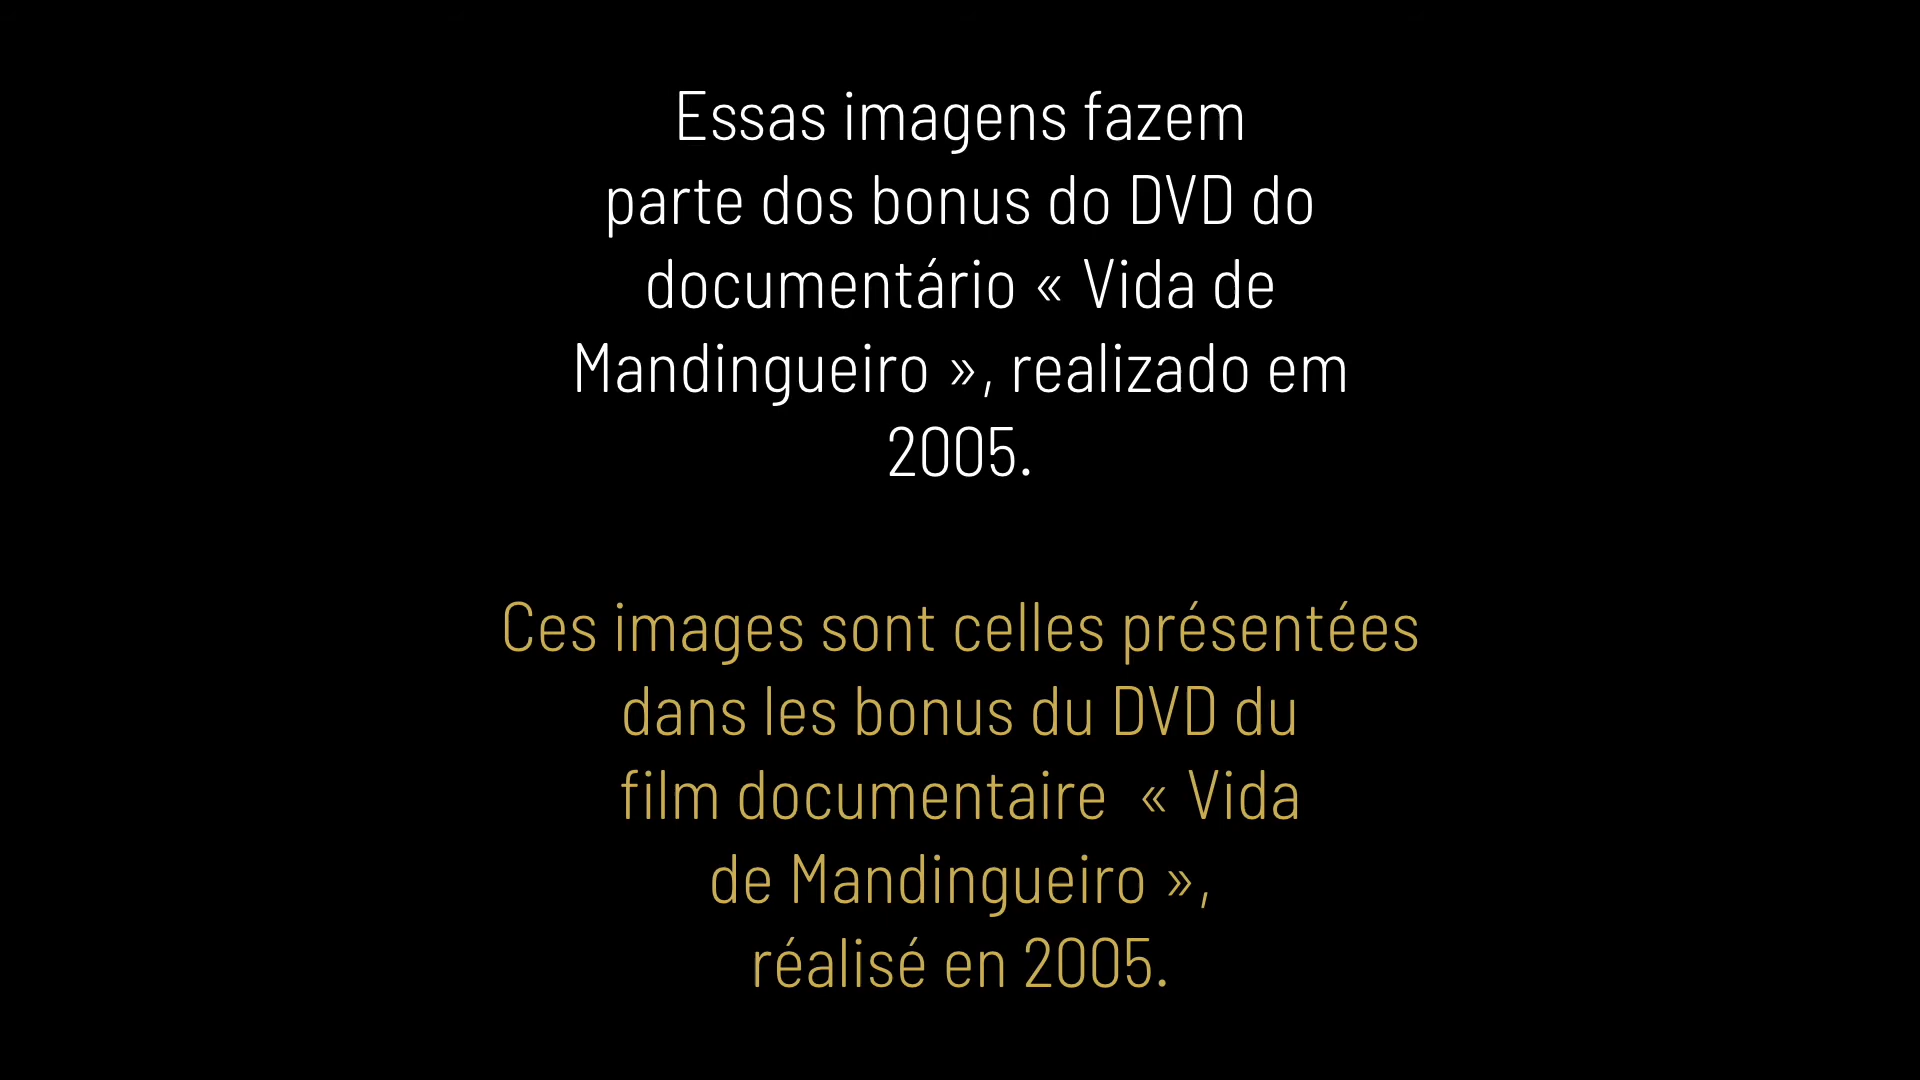 Essas imagens fazem
parte dos bonus do DVD do
documentário « Vida de
Mandingueiro », realizado em
2005.
Ces images sont celles présentées
dans les bonus du DVD du
film documentaire  « Vida
de Mandingueiro »,
réalisé en 2005.